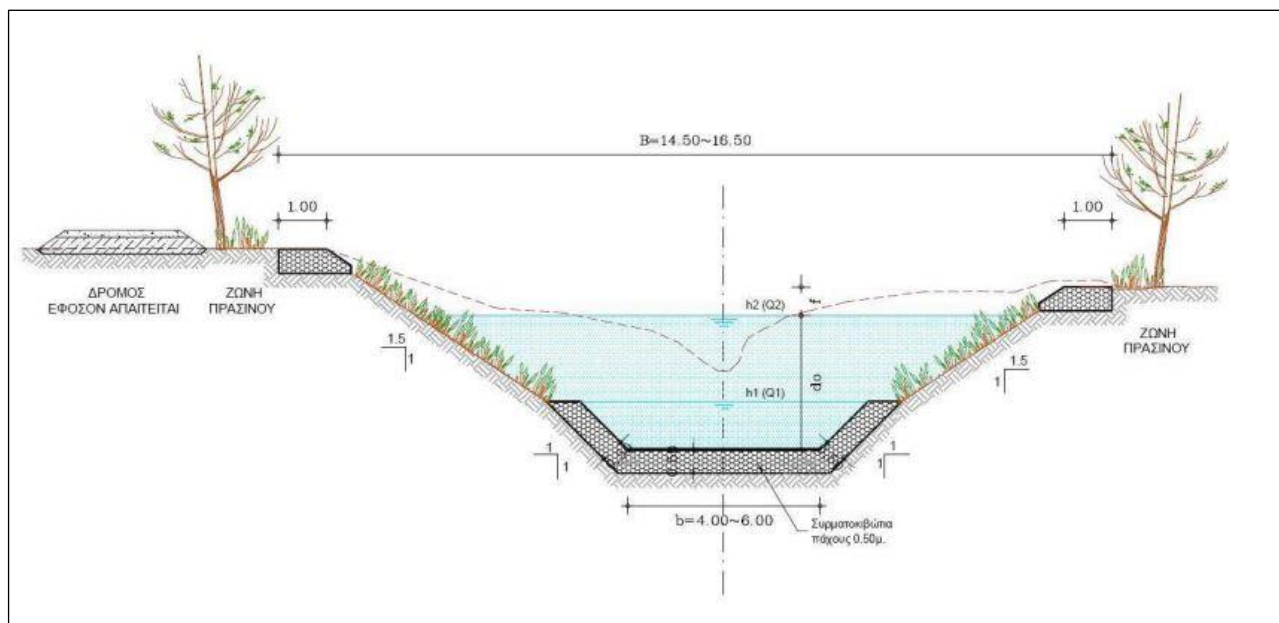 B=14.50~16.50
1.00
1.00
ΔΡΟΜΟΣ
ΕΦΟΣΟΝ ΑΠΑΙΤΕΙΤΑΙ
ΖΩΝΗ
ΠΡΑΣΙΝΟΥ
h2 (Q2)
f
ΖΩΝΗ
ΠΡΑΣΙΝΟΥ
1.5
1
1.5
1
do
h1 (Q1)
1
1
0.50
1
1
b=4.00~6.00
Συρματοκιβώτια
πάχους 0.50μ.